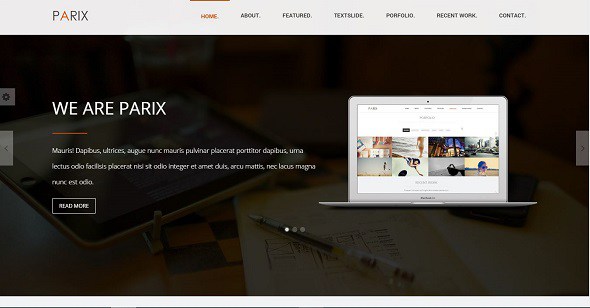 PARIX
HOME. ABOUT. FEATURED. TEXTSLIDE. PORFOLIO. RECENT WORK. CONTACT.
WE ARE PARIX
Mauris! Dapibus, ultrices, augue nunc mauris pulvinar placerat porttitor dapibus, urna
lectus odio facilisis placerat nisi sit odio integer et amet duis, arcu mattis, nec lacus magna
nunc est odio.
READ MORE
PARIX